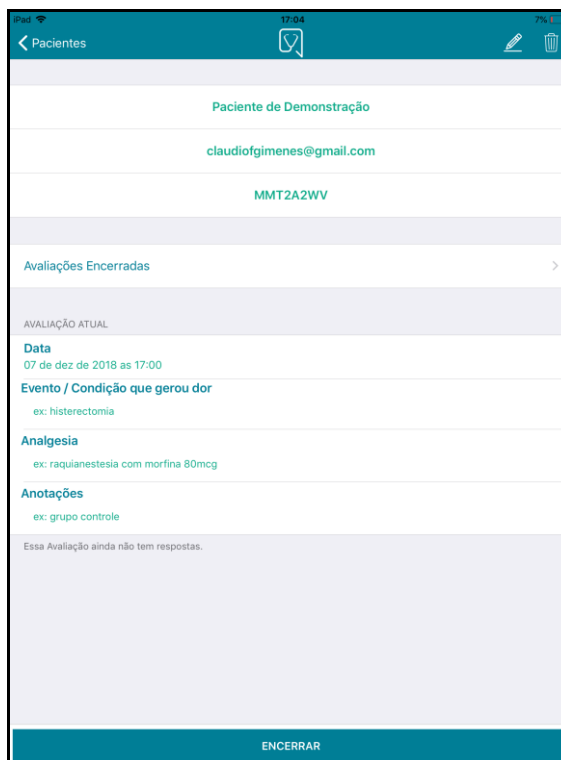 iPad 17:04 7%
Pacientes
Paciente de Demonstração
claudiofgimenes@gmail.com
MMT2A2WV
Avaliações Encerradas
AVALIAÇÃO ATUAL
Data
07 de dez de 2018 as 17:00
Evento / Condição que gerou dor
ex: histerectomia
Analgesia
ex: raquianestesia com morfina 80mcg
Anotações
ex: grupo controle
Essa Avaliação ainda não tem respostas.
ENCERRAR